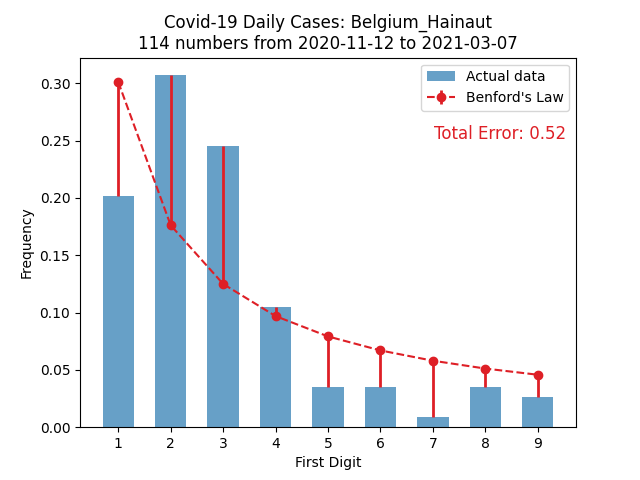 Covid-19 Daily Cases: Belgium_Hainaut
114 numbers from 2020-11-12 to 2021-03-07
Actual data
Benford's Law
Total Error: 0.52
0.30
0.25
0.20
0.15
0.10
0.05
0.00
Frequency
1 2 3 4 5 6 7 8 9
First Digit